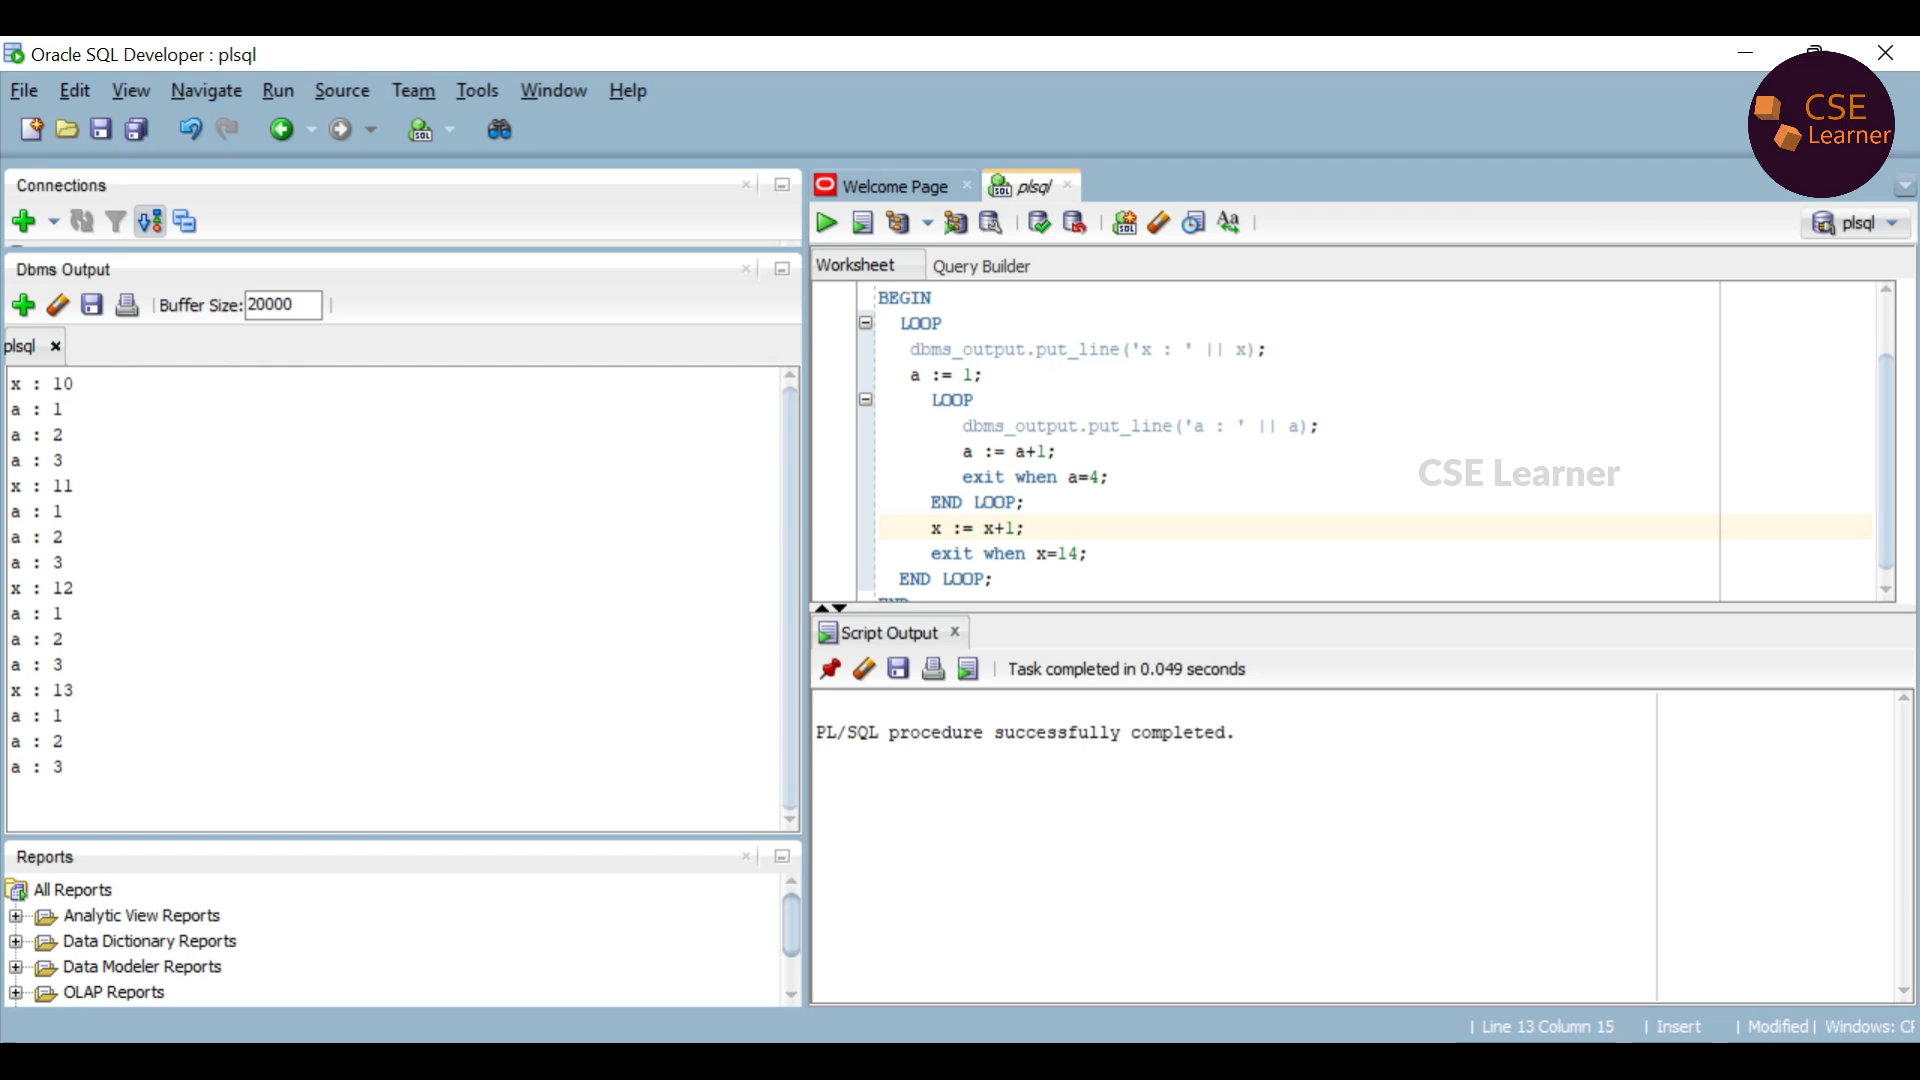 Oracle SQL Developer : plsql
File Edit View Navigate Run Source Team Tools Window Help
CSE
Learner
Connections
Dbms Output
Buffer Size: 20000
plsql
x : 10
a : 1
a : 2
a : 3
x : 11
a : 1
a : 2
a : 3
x : 12
a : 1
a : 2
a : 3
x : 13
a : 1
a : 2
a : 3
Reports
All Reports
Analytic View Reports
Data Dictionary Reports
Data Modeler Reports
OLAP Reports
Welcome Page plsql
plsql
Worksheet Query Builder
BEGIN
LOOP
dbms_output.put_line('x : ' || x);
a := 1;
LOOP
dbms_output.put_line('a : ' || a);
a := a+1;
exit when a=4;
END LOOP;
x := x+1;
exit when x=14;
END LOOP;
CSE Learner
Script Output
Task completed in 0.049 seconds
PL/SQL procedure successfully completed.
| Line 13 Column 15 | Insert | Modified | Windows: CF